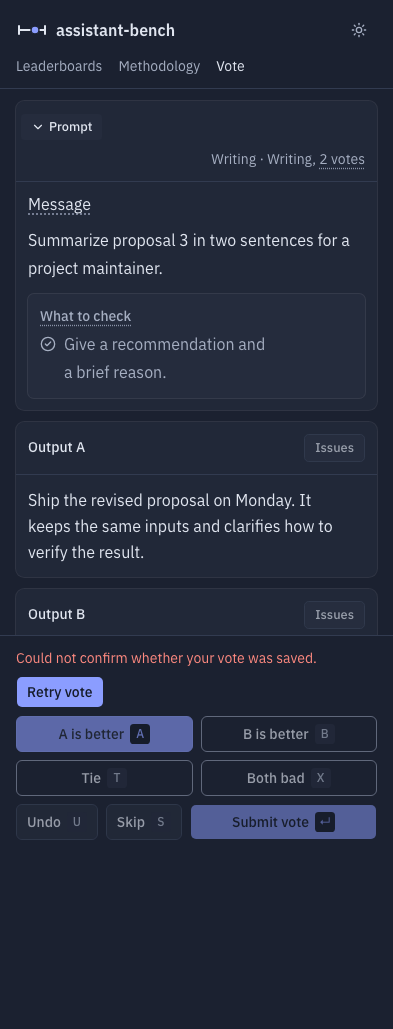 assistant-bench
Leaderboards Methodology Vote
Prompt
Writing · Writing, 2 votes
Message
Summarize proposal 3 in two sentences for a
project maintainer.
What to check
Give a recommendation and
a brief reason.
Output A Issues
Ship the revised proposal on Monday. It
keeps the same inputs and clarifies how to
verify the result.
Output B Issues
Could not confirm whether your vote was saved.
Retry vote
A is better A B is better B
Tie T Both bad X
Undo U Skip S Submit vote ↵